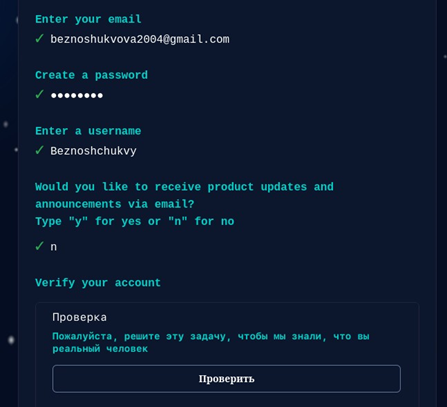 Enter your email
✓ beznoshukvova2004@gmail.com
Create a password
✓ ●●●●●●●●
Enter a username
✓ Beznoshchukvy
Would you like to receive product updates and
announcements via email?
Type "y" for yes or "n" for no
✓ n
Verify your account
Проверка
Пожалуйста, решите эту задачу, чтобы мы знали, что вы
реальный человек
Проверить